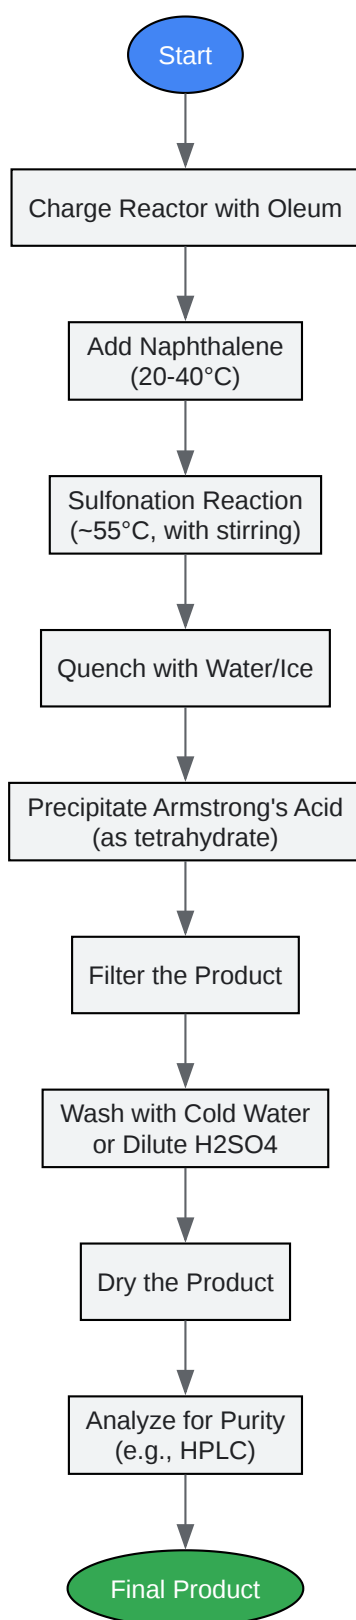 Start
Charge Reactor with Oleum
Add Naphthalene
(20-40°C)
Sulfonation Reaction
(~55°C, with stirring)
Quench with Water/Ice
Precipitate Armstrong's Acid
(as tetrahydrate)
Filter the Product
Wash with Cold Water
or Dilute H2SO4
Dry the Product
Analyze for Purity
(e.g., HPLC)
Final Product